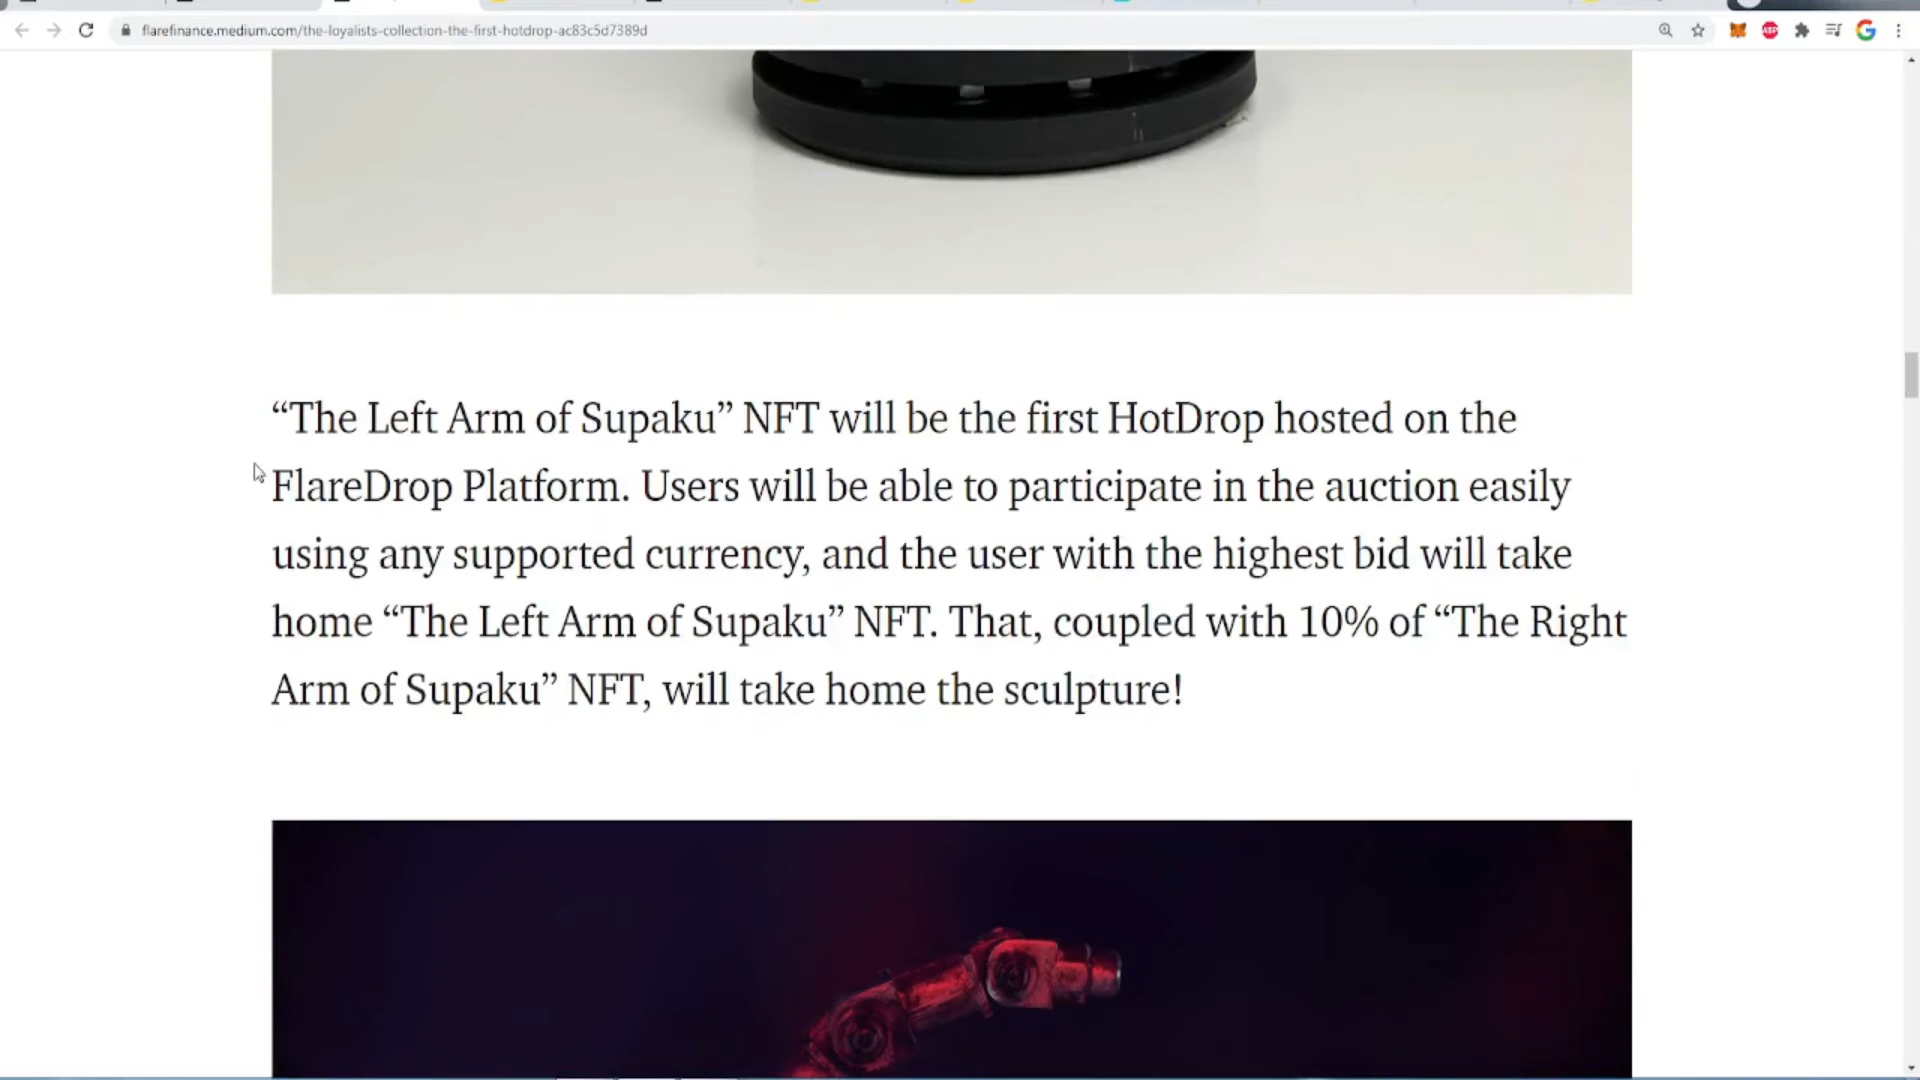 flarefinance.medium.com/the-loyalists-collection-the-first-hotdrop-ac83c5d7389d
ABP
“The Left Arm of Supaku” NFT will be the first HotDrop hosted on the
FlareDrop Platform. Users will be able to participate in the auction easily
using any supported currency, and the user with the highest bid will take
home “The Left Arm of Supaku” NFT. That, coupled with 10% of “The Right
Arm of Supaku” NFT, will take home the sculpture!